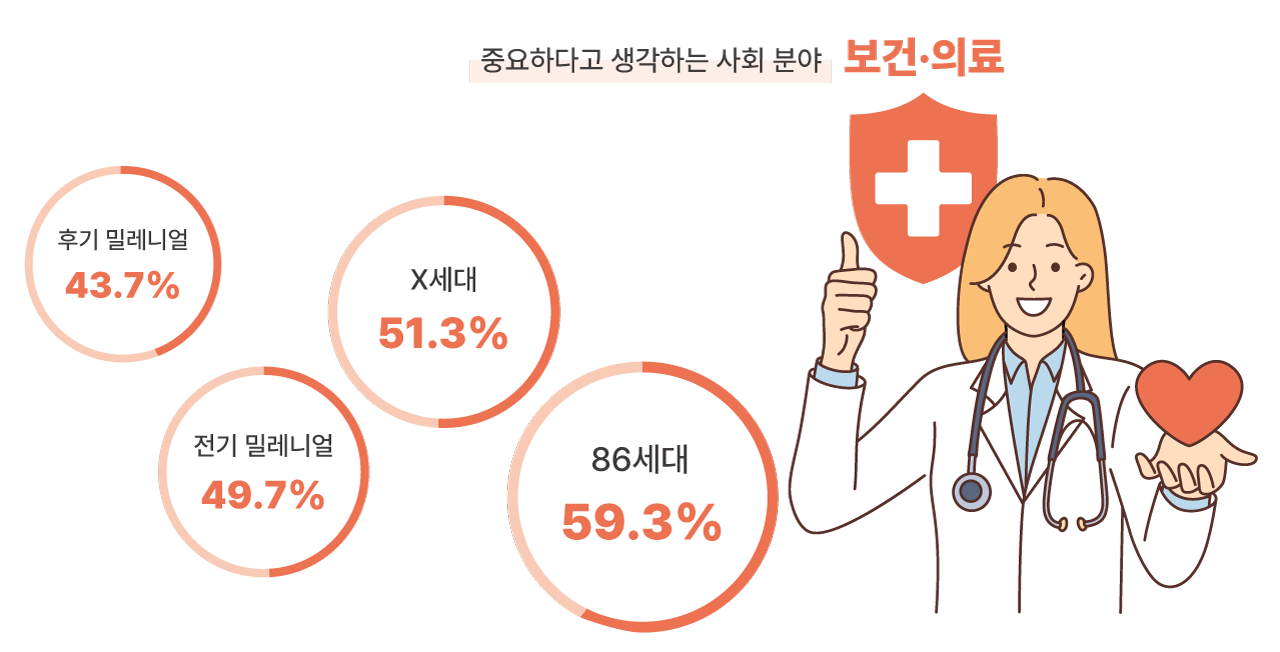 중요하다고 생각하는 사회 분야 보건·의료
후기 밀레니얼
43.7%
전기 밀레니얼
49.7%
X세대
51.3%
86세대
59.3%